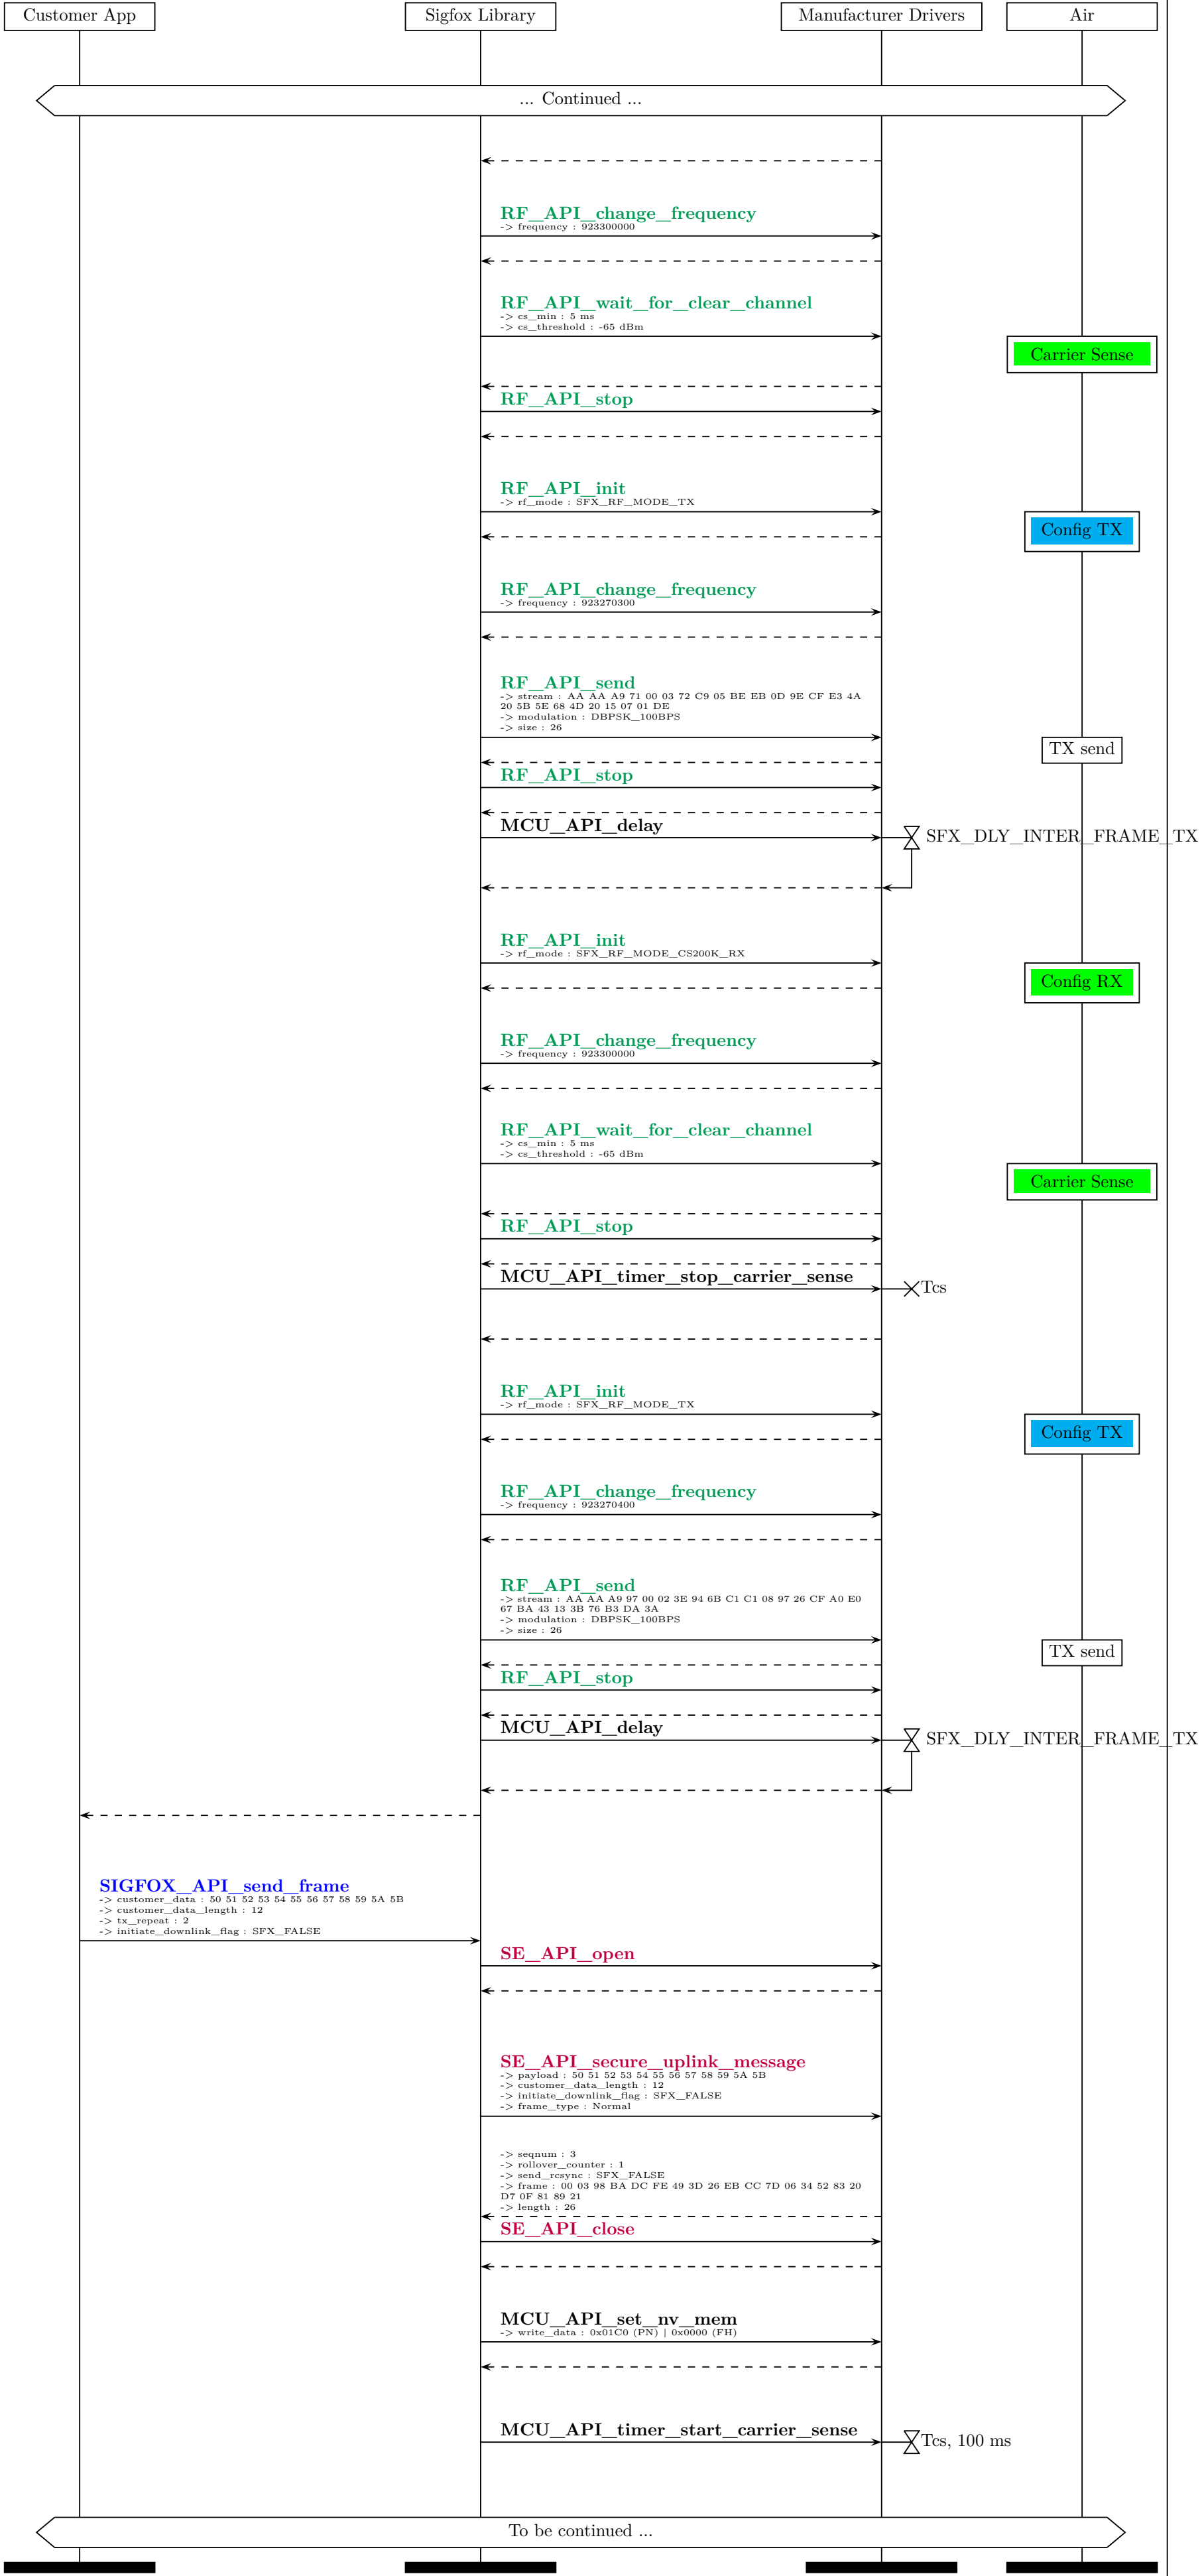 Customer App
Sigfox Library
Manufacturer Drivers
Air
... Continued ...
RF_API_change_frequency
-> frequency : 923300000
RF_API_wait_for_clear_channel
-> cs_min : 5 ms
-> cs_threshold : -65 dBm
Carrier Sense
RF_API_stop
RF_API_init
-> rf_mode : SFX_RF_MODE_TX
Config TX
RF_API_change_frequency
-> frequency : 923270300
RF_API_send
-> stream : AA AA A9 71 00 03 72 C9 05 BE EB 0D 9E CF E3 4A
20 5B 5E 68 4D 20 15 07 01 DE
-> modulation : DBPSK_100BPS
-> size : 26
TX send
RF_API_stop
MCU_API_delay
SFX_DLY_INTER_FRAME_TX
RF_API_init
-> rf_mode : SFX_RF_MODE_CS200K_RX
Config RX
RF_API_change_frequency
-> frequency : 923300000
RF_API_wait_for_clear_channel
-> cs_min : 5 ms
-> cs_threshold : -65 dBm
Carrier Sense
RF_API_stop
MCU_API_timer_stop_carrier_sense
Tcs
RF_API_init
-> rf_mode : SFX_RF_MODE_TX
Config TX
RF_API_change_frequency
-> frequency : 923270400
RF_API_send
-> stream : AA AA A9 97 00 02 3E 94 6B C1 C1 08 97 26 CF A0 E0
67 BA 43 13 3B 76 B3 DA 3A
-> modulation : DBPSK_100BPS
-> size : 26
TX send
RF_API_stop
MCU_API_delay
SFX_DLY_INTER_FRAME_TX
SIGFOX_API_send_frame
-> customer_data : 50 51 52 53 54 55 56 57 58 59 5A 5B
-> customer_data_length : 12
-> tx_repeat : 2
-> initiate_downlink_flag : SFX_FALSE
SE_API_open
SE_API_secure_uplink_message
-> payload : 50 51 52 53 54 55 56 57 58 59 5A 5B
-> customer_data_length : 12
-> initiate_downlink_flag : SFX_FALSE
-> frame_type : Normal
-> seqnum : 3
-> rollover_counter : 1
-> send_rcsync : SFX_FALSE
-> frame : 00 03 98 BA DC FE 49 3D 26 EB CC 7D 06 34 52 83 20
D7 0F 81 89 21
-> length : 26
SE_API_close
MCU_API_set_nv_mem
-> write_data : 0x01C0 (PN) | 0x0000 (FH)
MCU_API_timer_start_carrier_sense
Tcs, 100 ms
To be continued ...